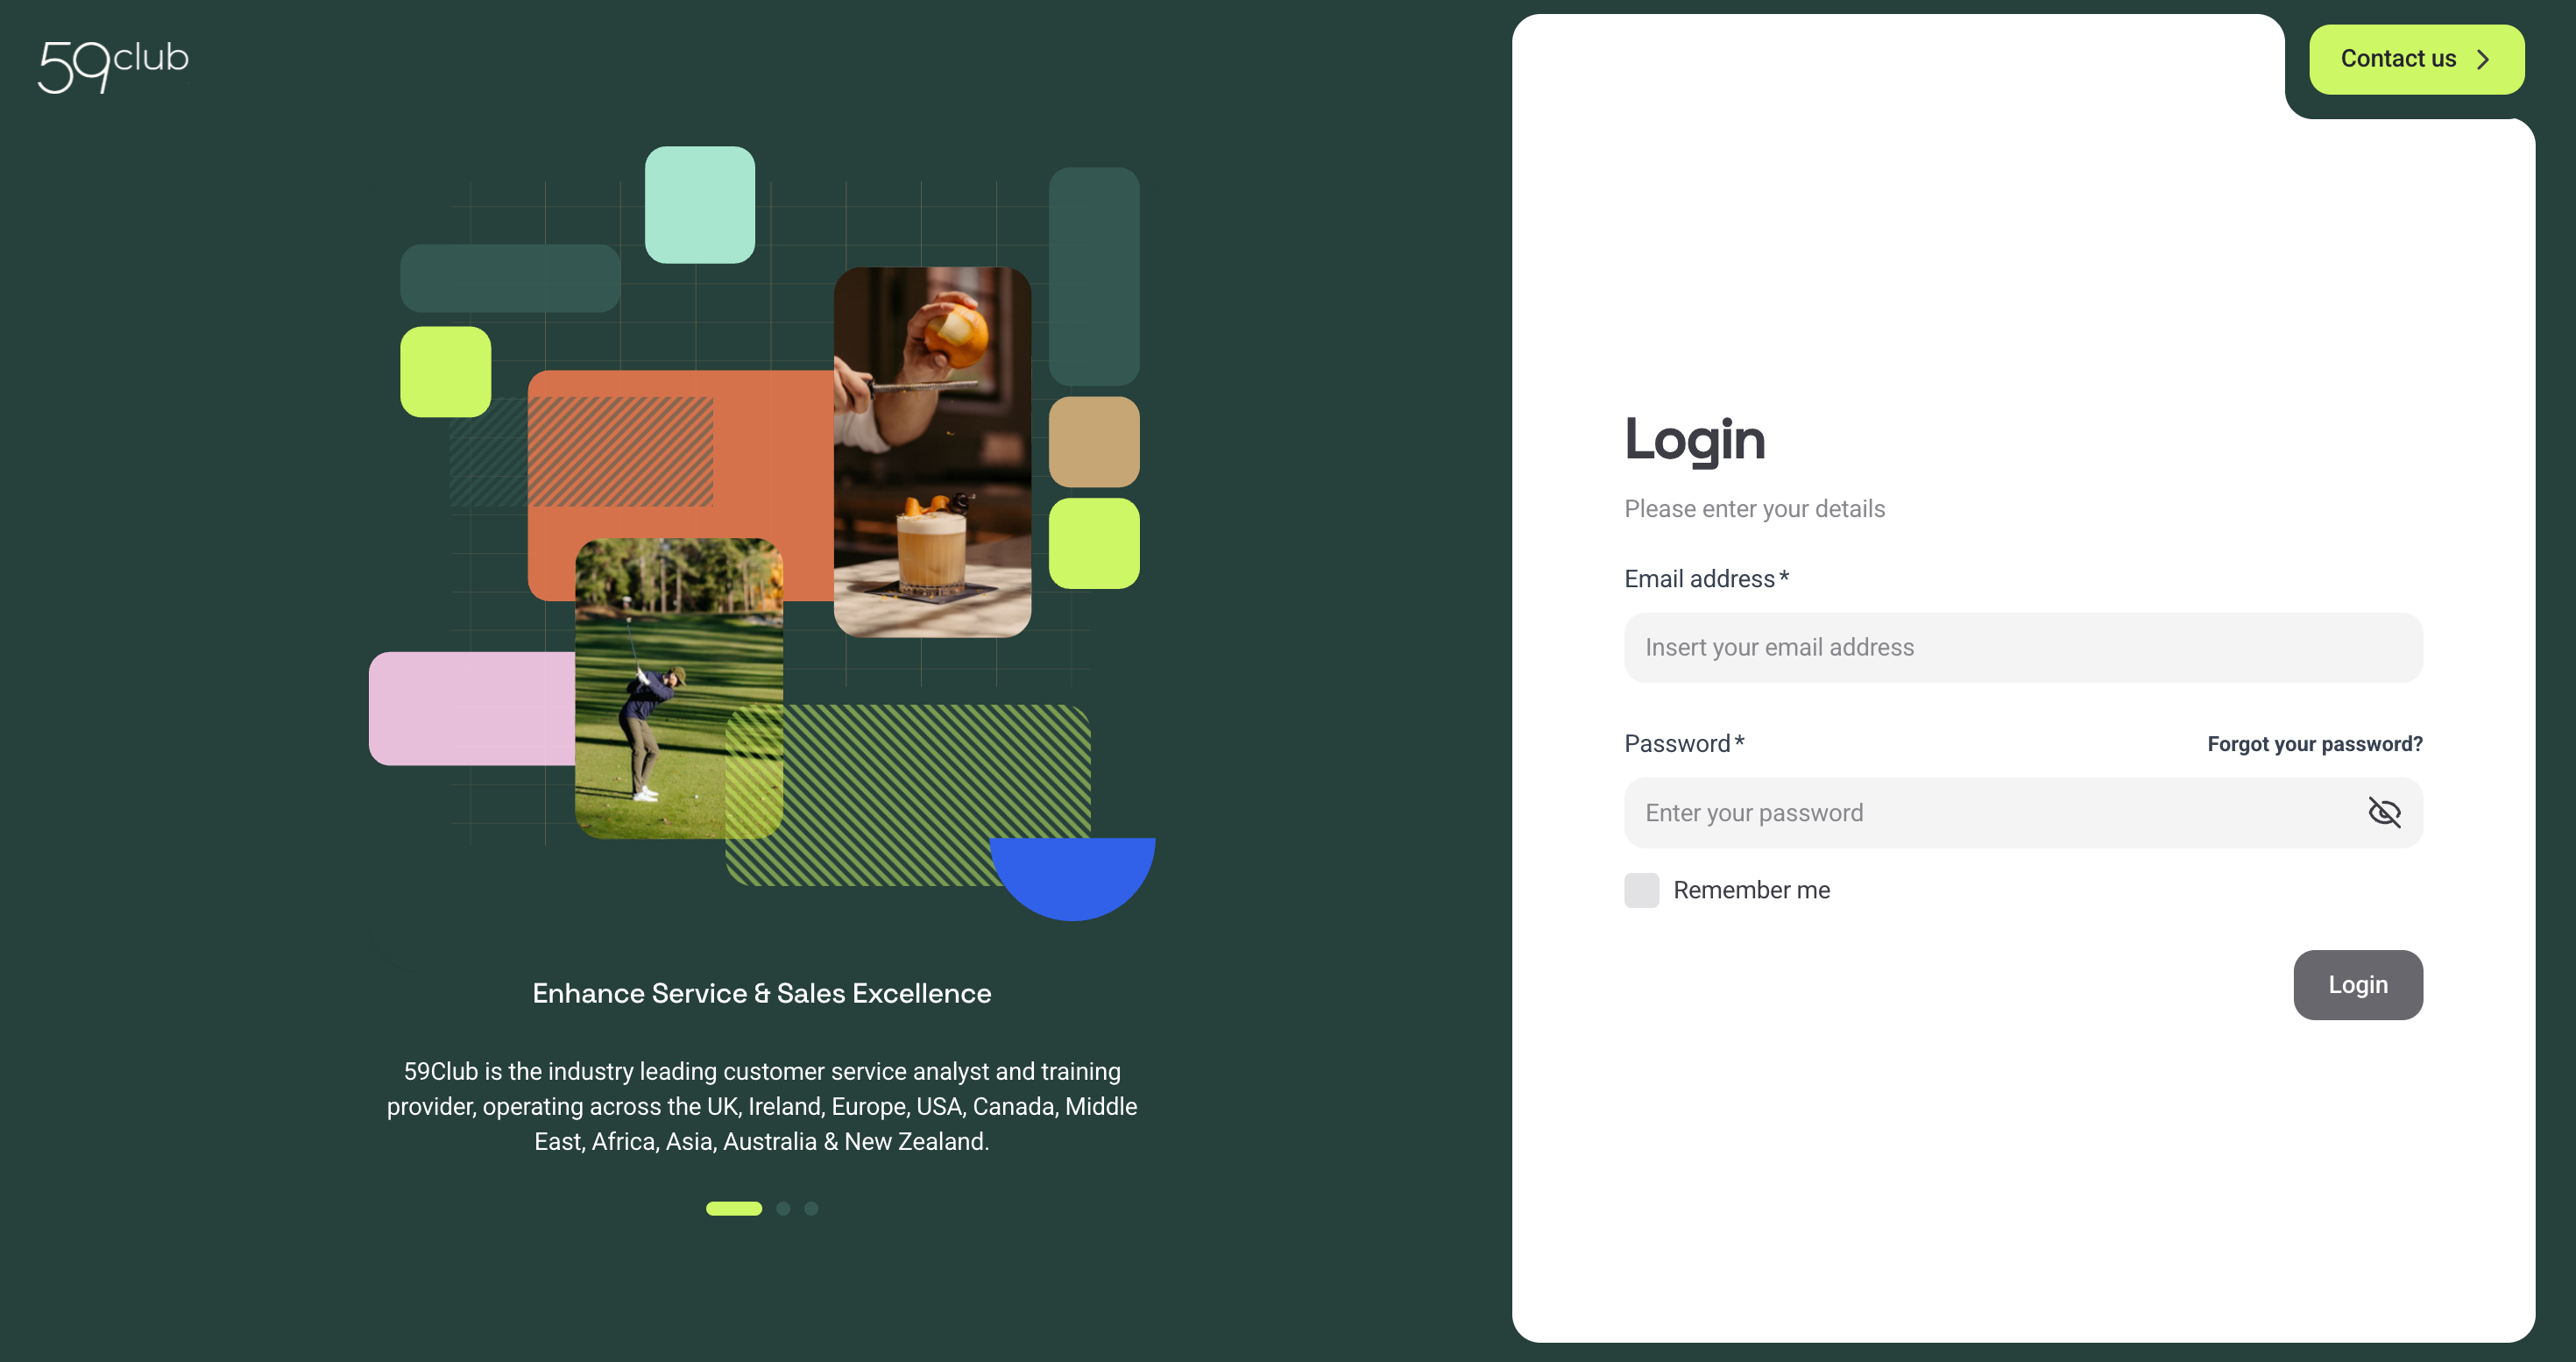 59club
Contact us
Enhance Service & Sales Excellence
59Club is the industry leading customer service analyst and training
provider, operating across the UK, Ireland, Europe, USA, Canada, Middle
East, Africa, Asia, Australia & New Zealand.
Login
Please enter your details
Email address*
Insert your email address
Password*
Forgot your password?
Enter your password
Remember me
Login